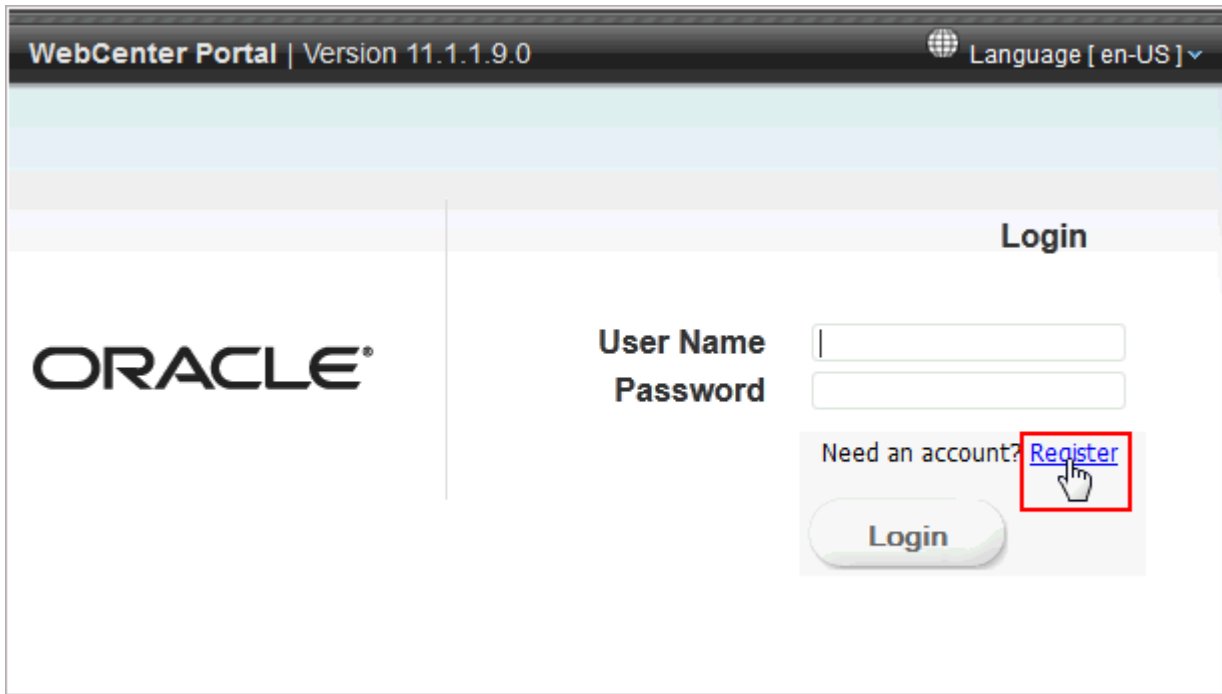 WebCenter Portal | Version 11.1.1.9.0 Language [ en-US ]
Login
ORACLE®
User Name
Password
Need an account? Register
Login